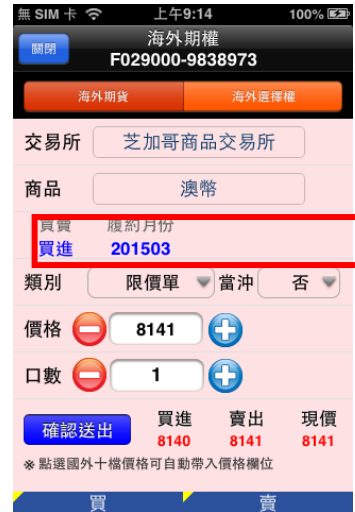 無 SIM 卡 上午9:14 100%
關閉 海外期權
F029000-9838973
海外期貨 海外選擇權
交易所 芝加哥商品交易所
商品 澳幣
買賣 履約月份
買進 201503
類別 限價單 當沖 否
價格 8141
口數 1
確認送出 買進 賣出 現價
8140 8141 8141
※ 點選國外十檔價格可自動帶入價格欄位
買 賣